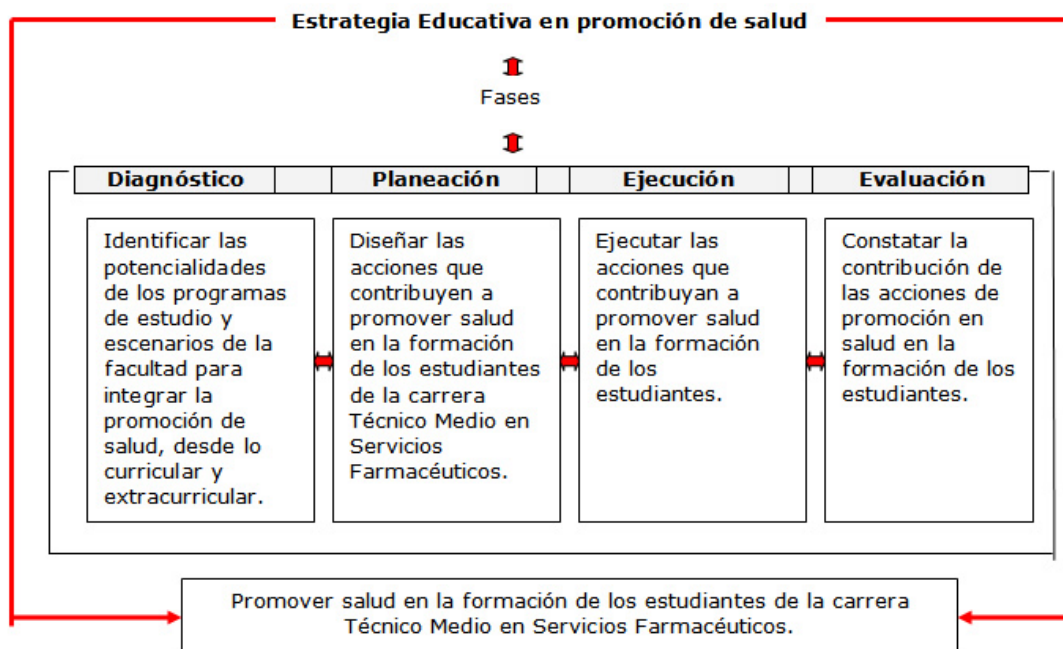 Estrategia Educativa en promoción de salud
Fases
Diagnóstico
Planeación
Ejecución
Evaluación
Identificar las
potencialidades
de los programas
de estudio y
escenarios de la
facultad para
integrar la
promoción de
salud, desde lo
curricular y
extracurricular.
Diseñar las
acciones que
contribuyen a
promover salud
en la formación
de los estudiantes
de la carrera
Técnico Medio en
Servicios
Farmacéuticos.
Ejecutar las
acciones que
contribuyan a
promover salud
en la formación
de los
estudiantes.
Constatar la
contribución de
las acciones de
promoción en
salud en la
formación de los
estudiantes.
Promover salud en la formación de los estudiantes de la carrera
Técnico Medio en Servicios Farmacéuticos.